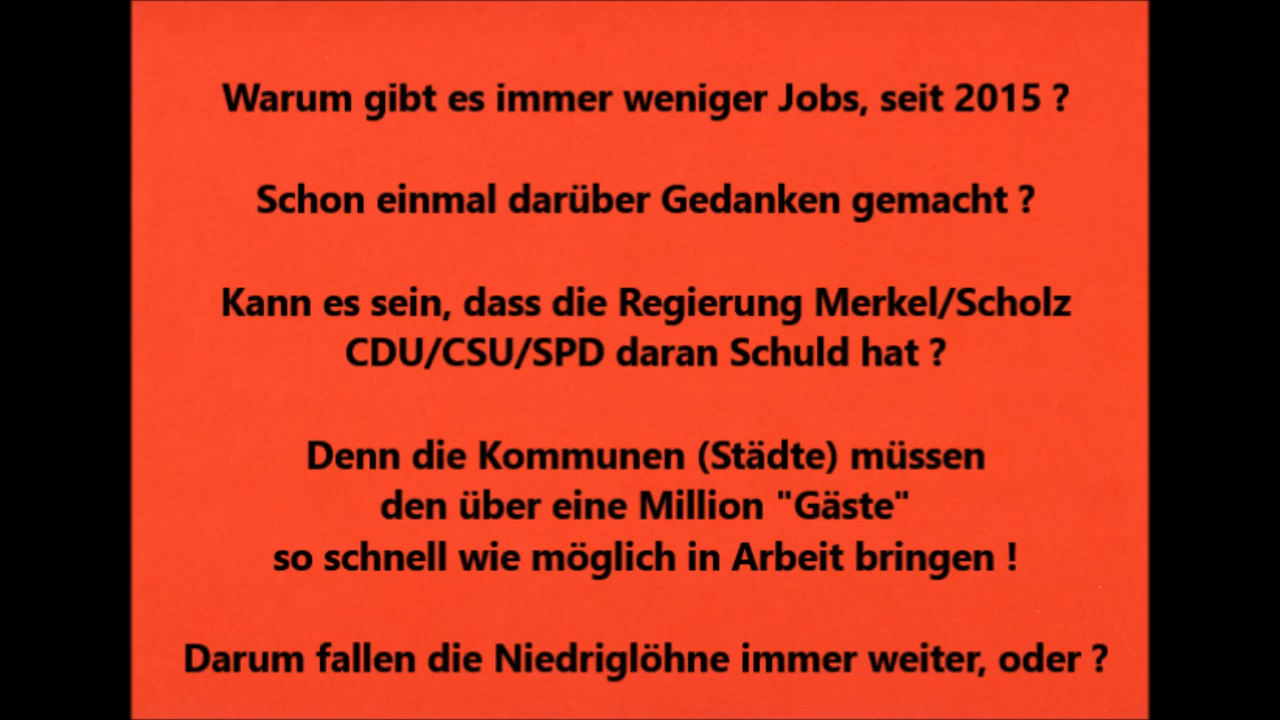 Warum gibt es immer weniger Jobs, seit 2015 ?
Schon einmal darüber Gedanken gemacht ?
Kann es sein, dass die Regierung Merkel/Scholz
CDU/CSU/SPD daran Schuld hat ?
Denn die Kommunen (Städte) müssen
den über eine Million "Gäste"
so schnell wie möglich in Arbeit bringen !
Darum fallen die Niedriglöhne immer weiter, oder ?